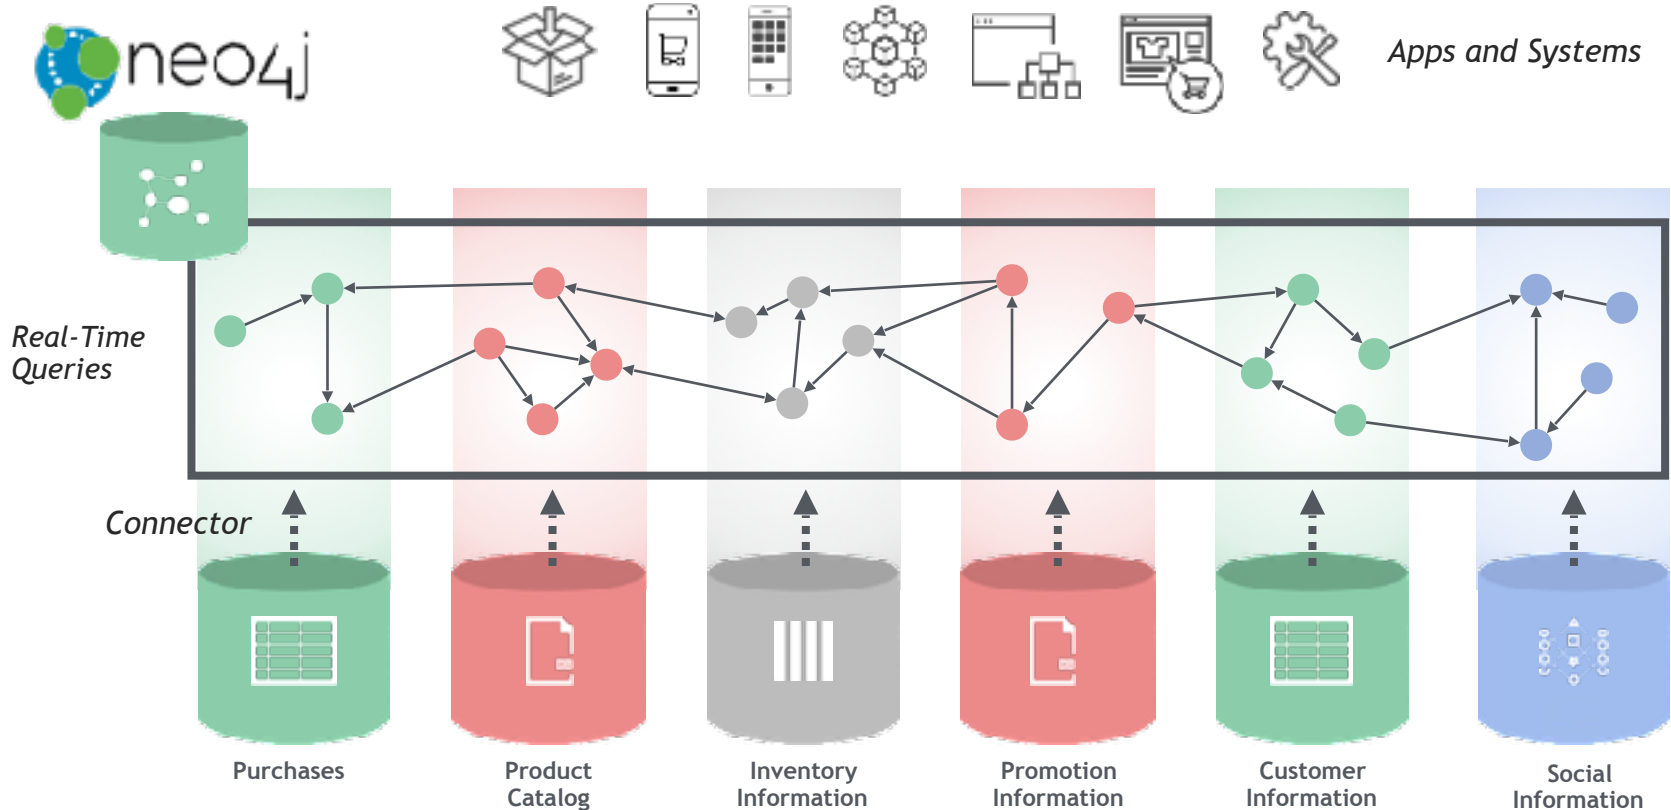 neo4j
Apps and Systems
Real-Time
Queries
Connector
Purchases
Product
Catalog
Inventory
Information
Promotion
Information
Customer
Information
Social
Information